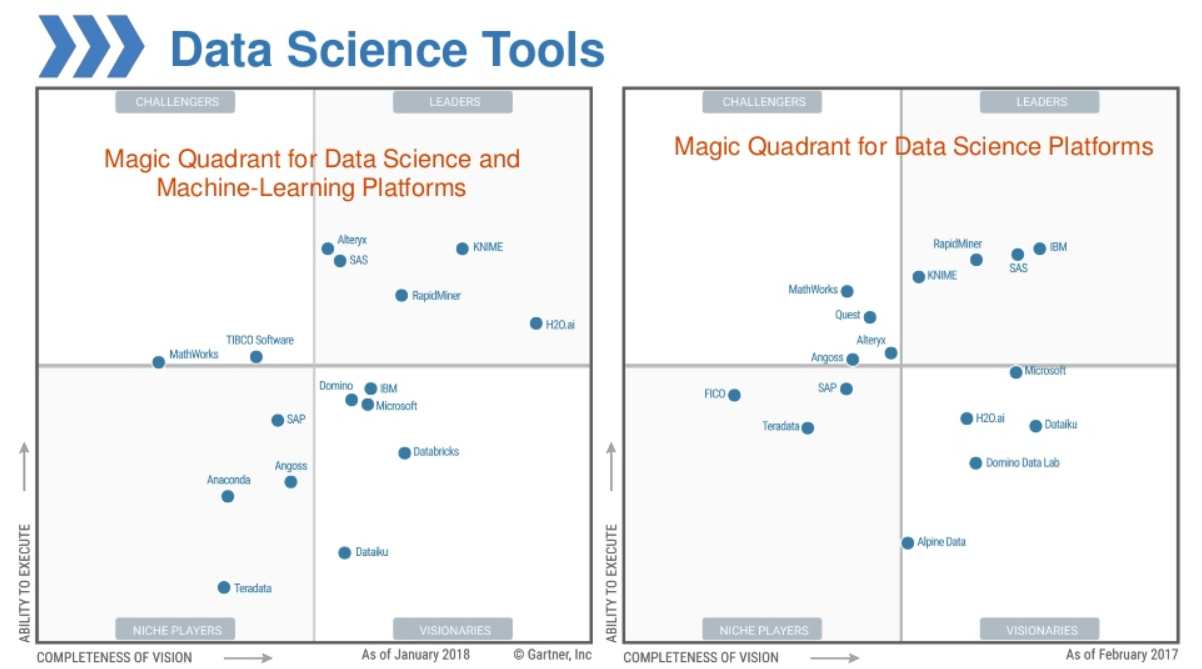 Data Science Tools
CHALLENGERS
LEADERS
Magic Quadrant for Data Science and
Machine-Learning Platforms
Alteryx
KNIME
SAS
RapidMiner
H2O.ai
TIBCO Software
MathWorks
Domino
IBM
Microsoft
SAP
Databricks
Angoss
Anaconda
Dataiku
Teradata
NICHE PLAYERS
VISIONARIES
ABILITY TO EXECUTE
COMPLETENESS OF VISION
As of January 2018
© Gartner, Inc
CHALLENGERS
LEADERS
Magic Quadrant for Data Science Platforms
RapidMiner
IBM
SAS
KNIME
MathWorks
Quest
Alteryx
Angoss
Microsoft
FICO
SAP
Teradata
H2O.ai
Dataiku
Domino Data Lab
Alpine Data
NICHE PLAYERS
VISIONARIES
ABILITY TO EXECUTE
COMPLETENESS OF VISION
As of February 2017